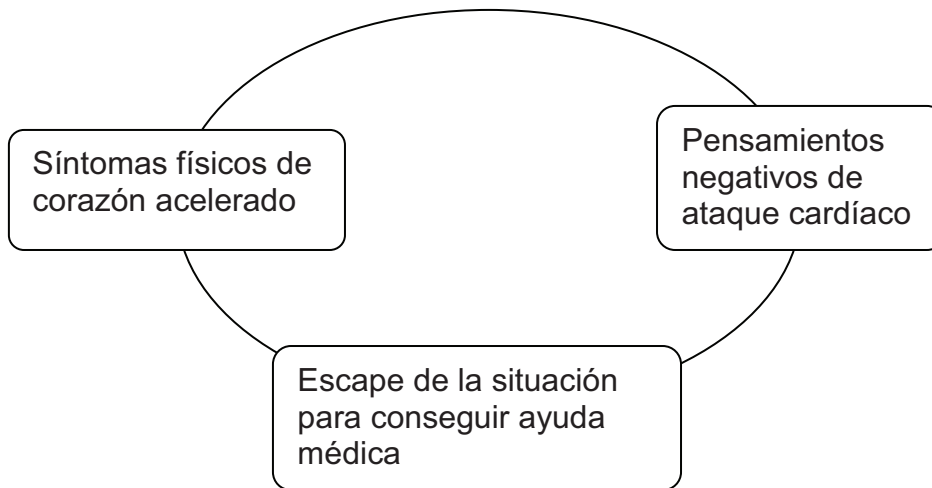 Síntomas físicos de
corazón acelerado
Pensamientos
negativos de
ataque cardíaco
Escape de la situación
para conseguir ayuda
médica